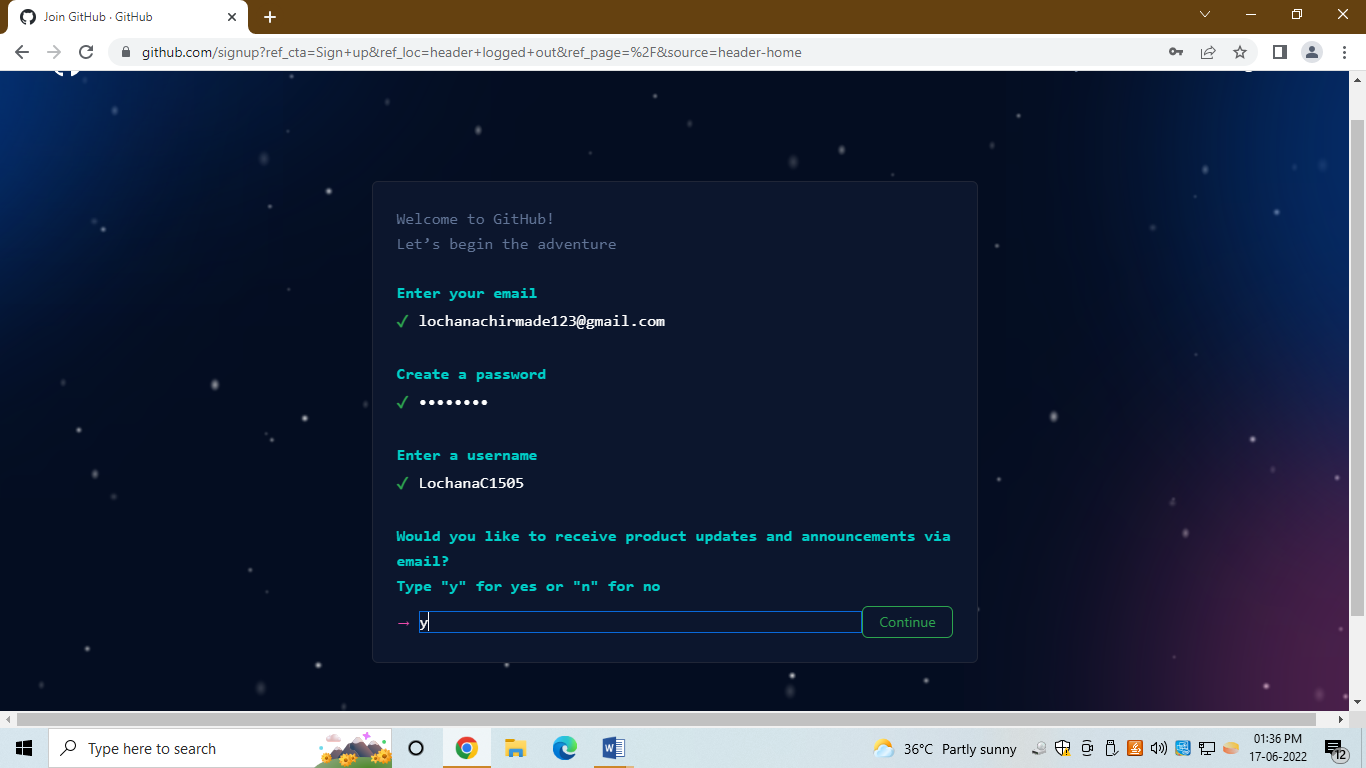 Join GitHub · GitHub
github.com/signup?ref_cta=Sign+up&ref_loc=header+logged+out&ref_page=%2F&source=header-home
Welcome to GitHub!
Let’s begin the adventure
Enter your email
✓ lochanachirmade123@gmail.com
Create a password
✓ ••••••••
Enter a username
✓ LochanaC1505
Would you like to receive product updates and announcements via
email?
Type "y" for yes or "n" for no
→ y Continue
Type here to search
36°C Partly sunny
01:36 PM
17-06-2022
12